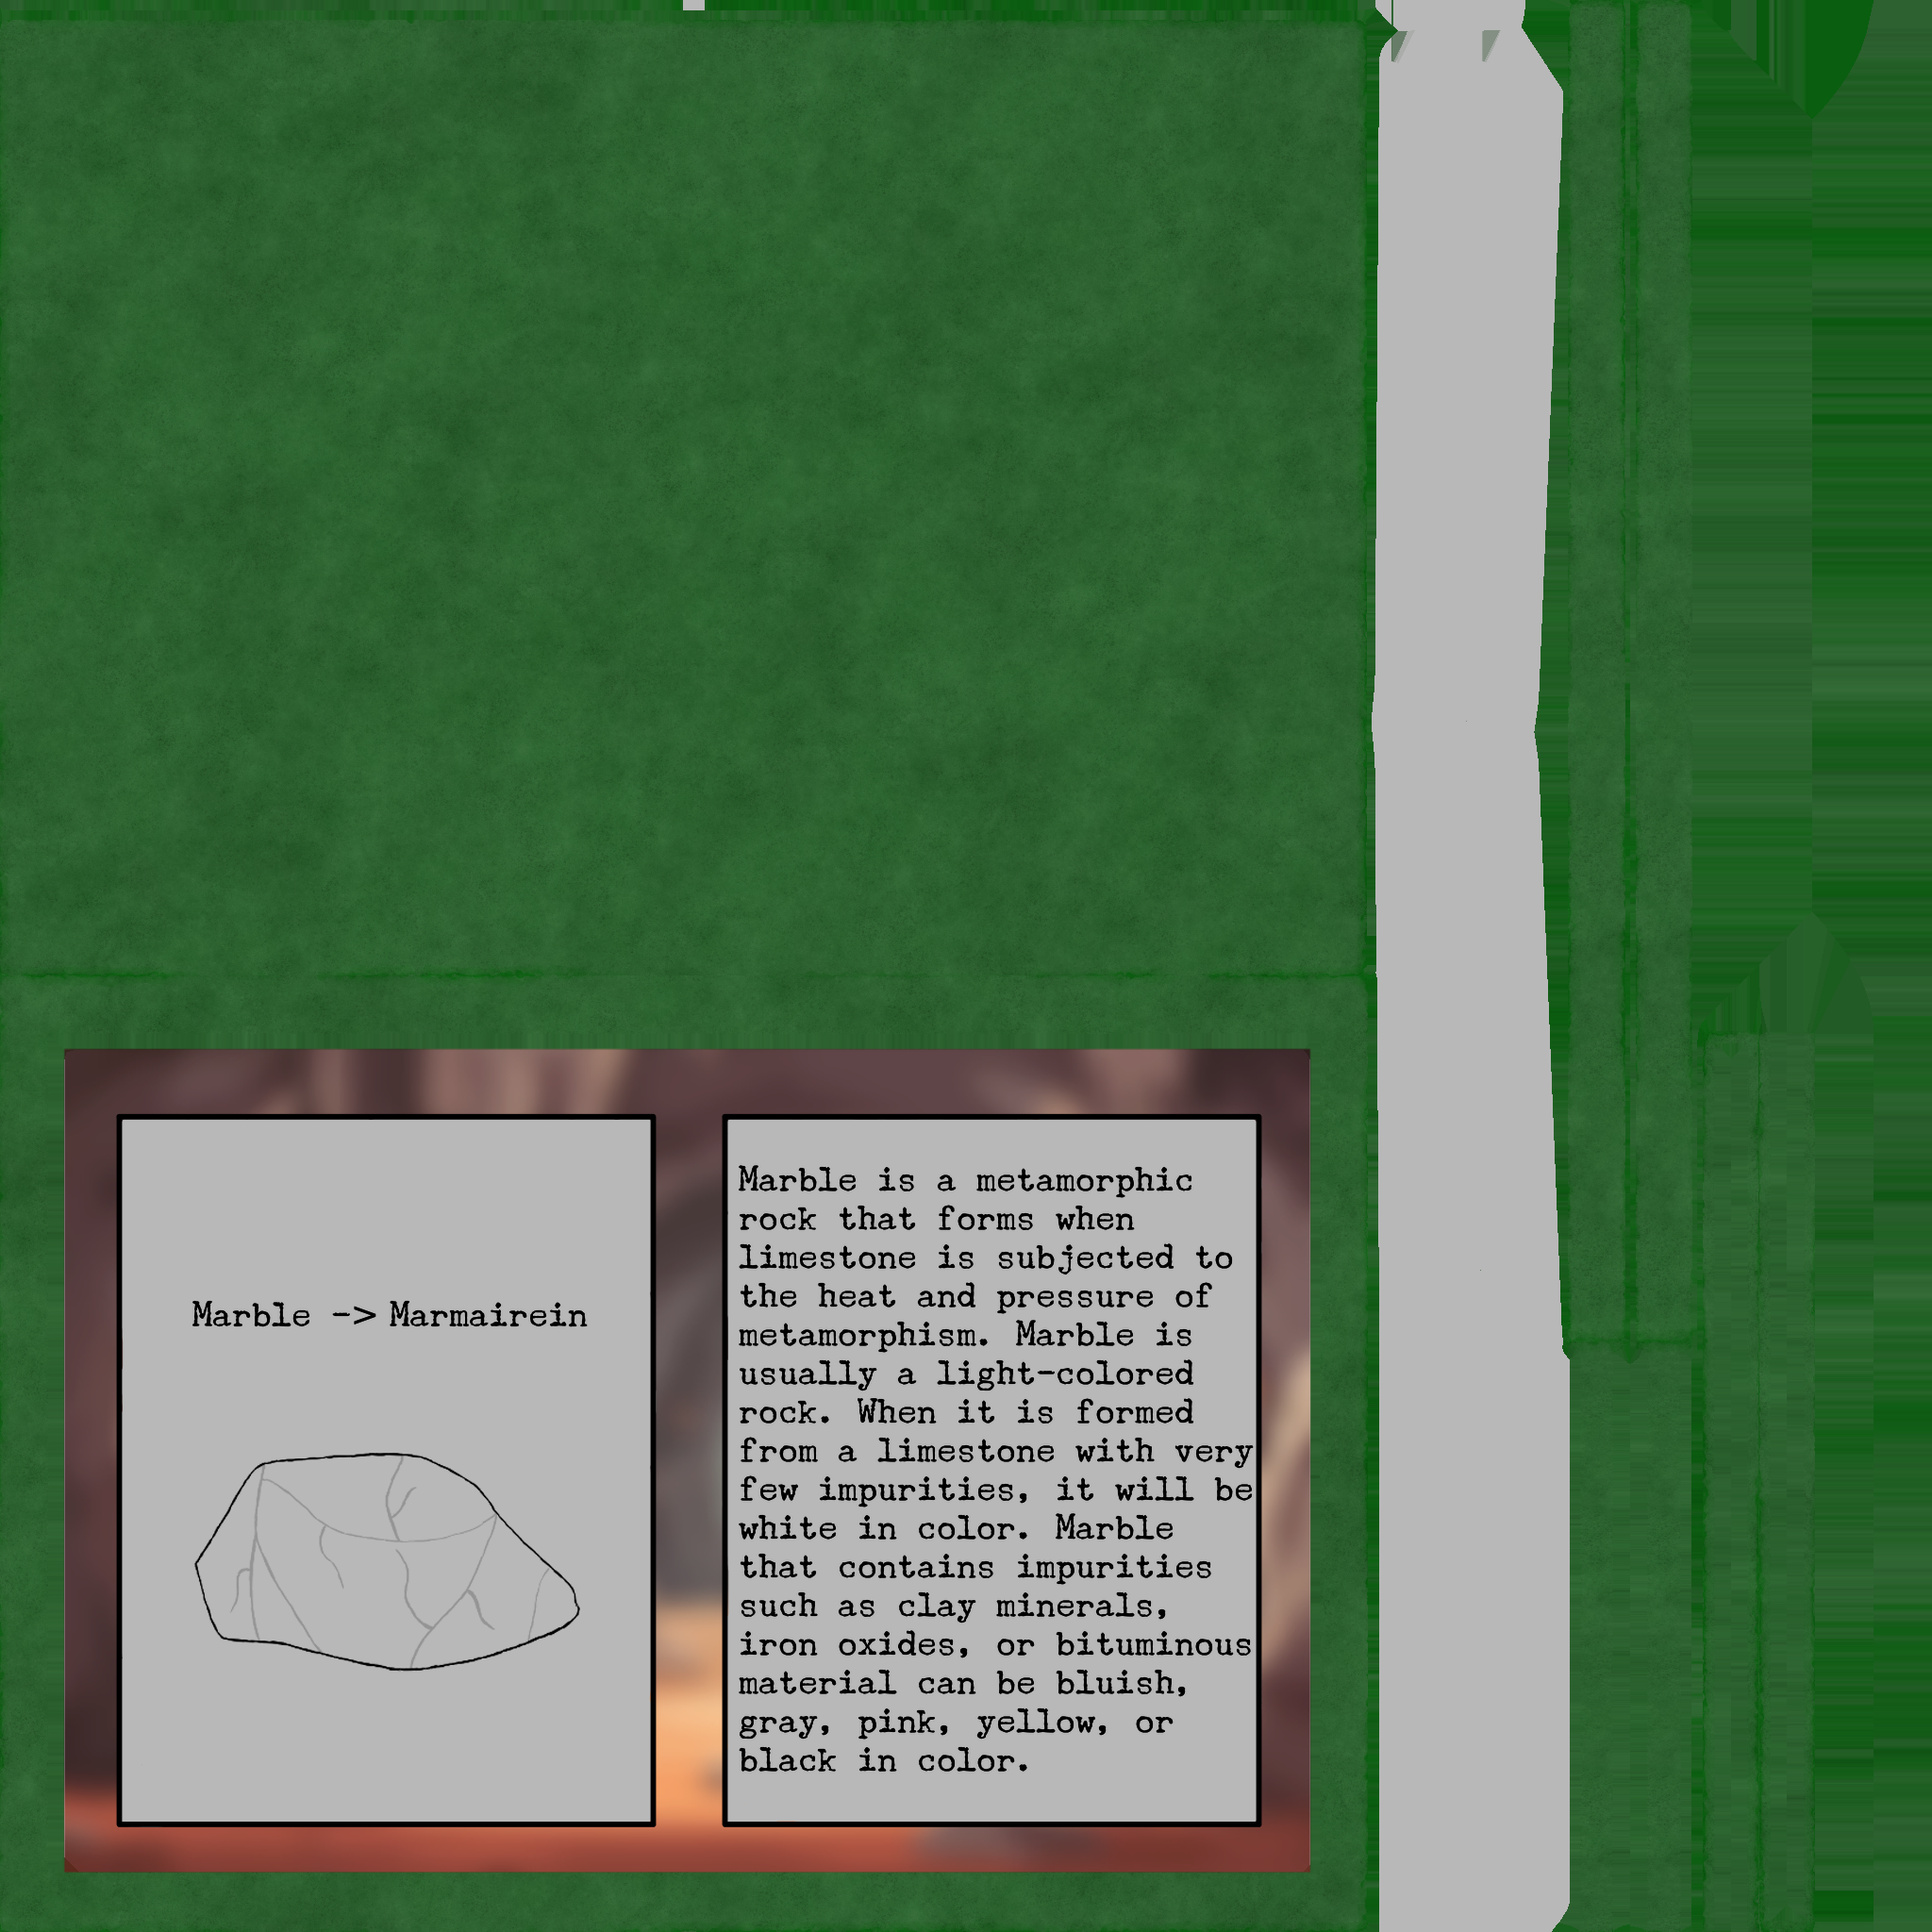 Marble -> Marmairein
Marble is a metamorphic
rock that forms when
limestone is subjected to
the heat and pressure of
metamorphism. Marble is
usually a light-colored
rock. When it is formed
from a limestone with very
few impurities, it will be
white in color. Marble
that contains impurities
such as clay minerals,
iron oxides, or bituminous
material can be bluish,
gray, pink, yellow, or
black in color.